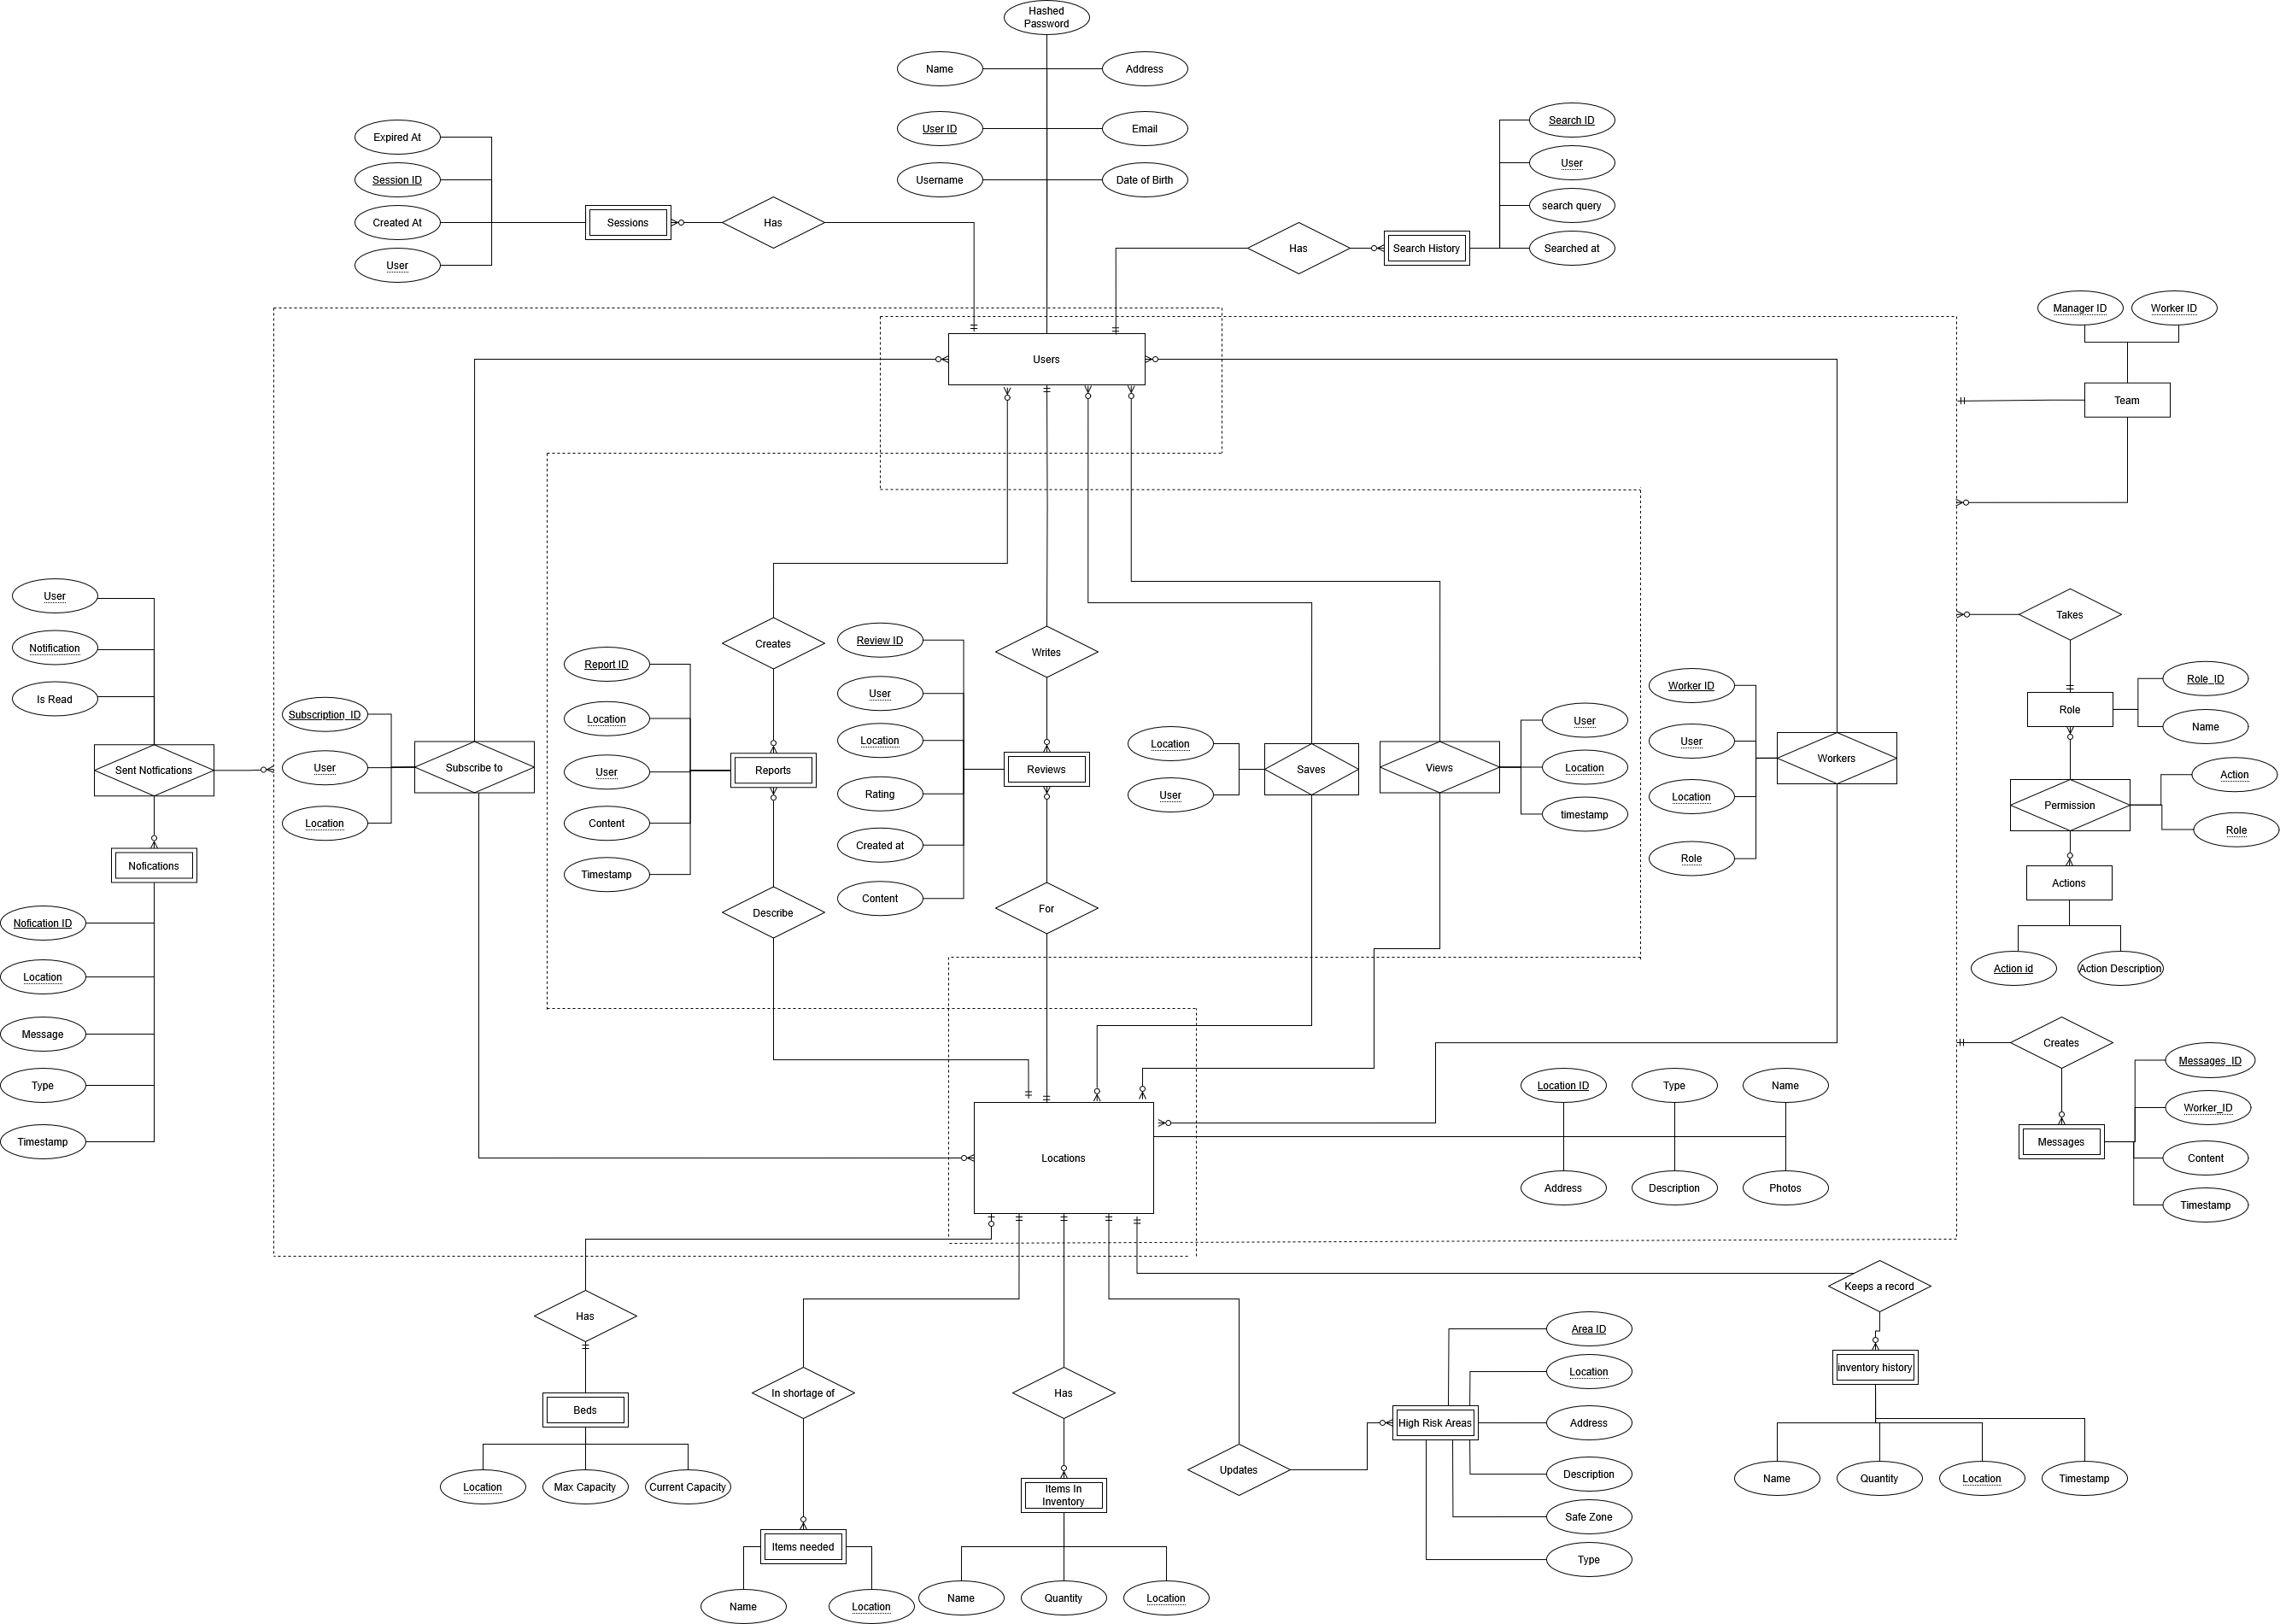 Hashed
Password
Name
Address
User ID
Email
Username
Date of Birth
Expired At
Session ID
Created At
User
Sessions
Has
Has
Search History
Search ID
User
search query
Searched at
Users
Manager ID
Worker ID
Team
User
Notification
Is Read
Sent Notfications
Nofications
Nofication ID
Location
Message
Type
Timestamp
Subscription_ID
User
Location
Subscribe to
Report ID
Location
User
Content
Timestamp
Creates
Reports
Describe
Review ID
User
Location
Rating
Created at
Content
Writes
Reviews
For
Location
User
Saves
Views
User
Location
timestamp
Worker ID
User
Location
Role
Workers
Takes
Role
Role_ID
Name
Permission
Action
Role
Actions
Action id
Action Description
Creates
Messages
Messages_ID
Worker_ID
Content
Timestamp
Locations
Location ID
Type
Name
Address
Description
Photos
Has
Beds
Location
Max Capacity
Current Capacity
In shortage of
Items needed
Name
Location
Has
Items In
Inventory
Name
Quantity
Location
Updates
High Risk Areas
Area ID
Location
Address
Description
Safe Zone
Type
Keeps a record
inventory history
Name
Quantity
Location
Timestamp